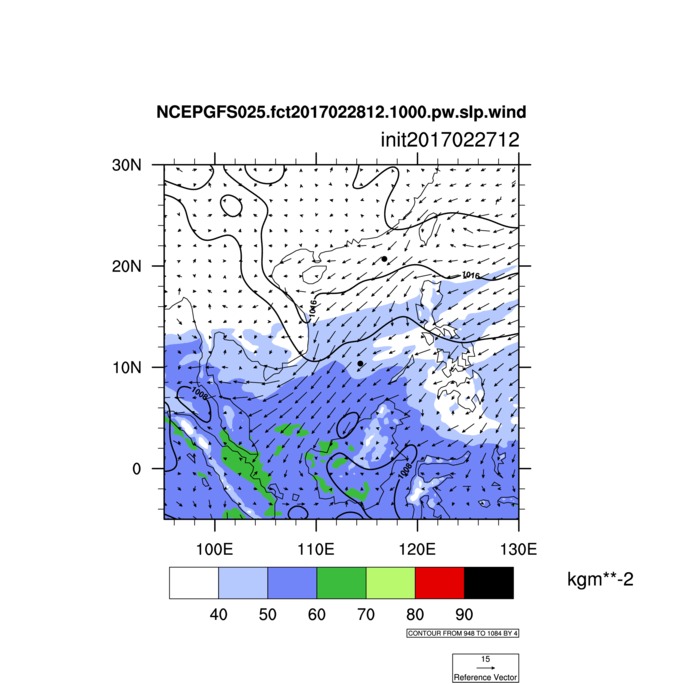 NCEPGFS025.fct2017022812.1000.pw.slp.wind
init2017022712
30N
20N
10N
0
1016
1016
1008
1008
100E 110E 120E 130E
kgm**-2
40 50 60 70 80 90
CONTOUR FROM 948 TO 1084 BY 4
15
Reference Vector